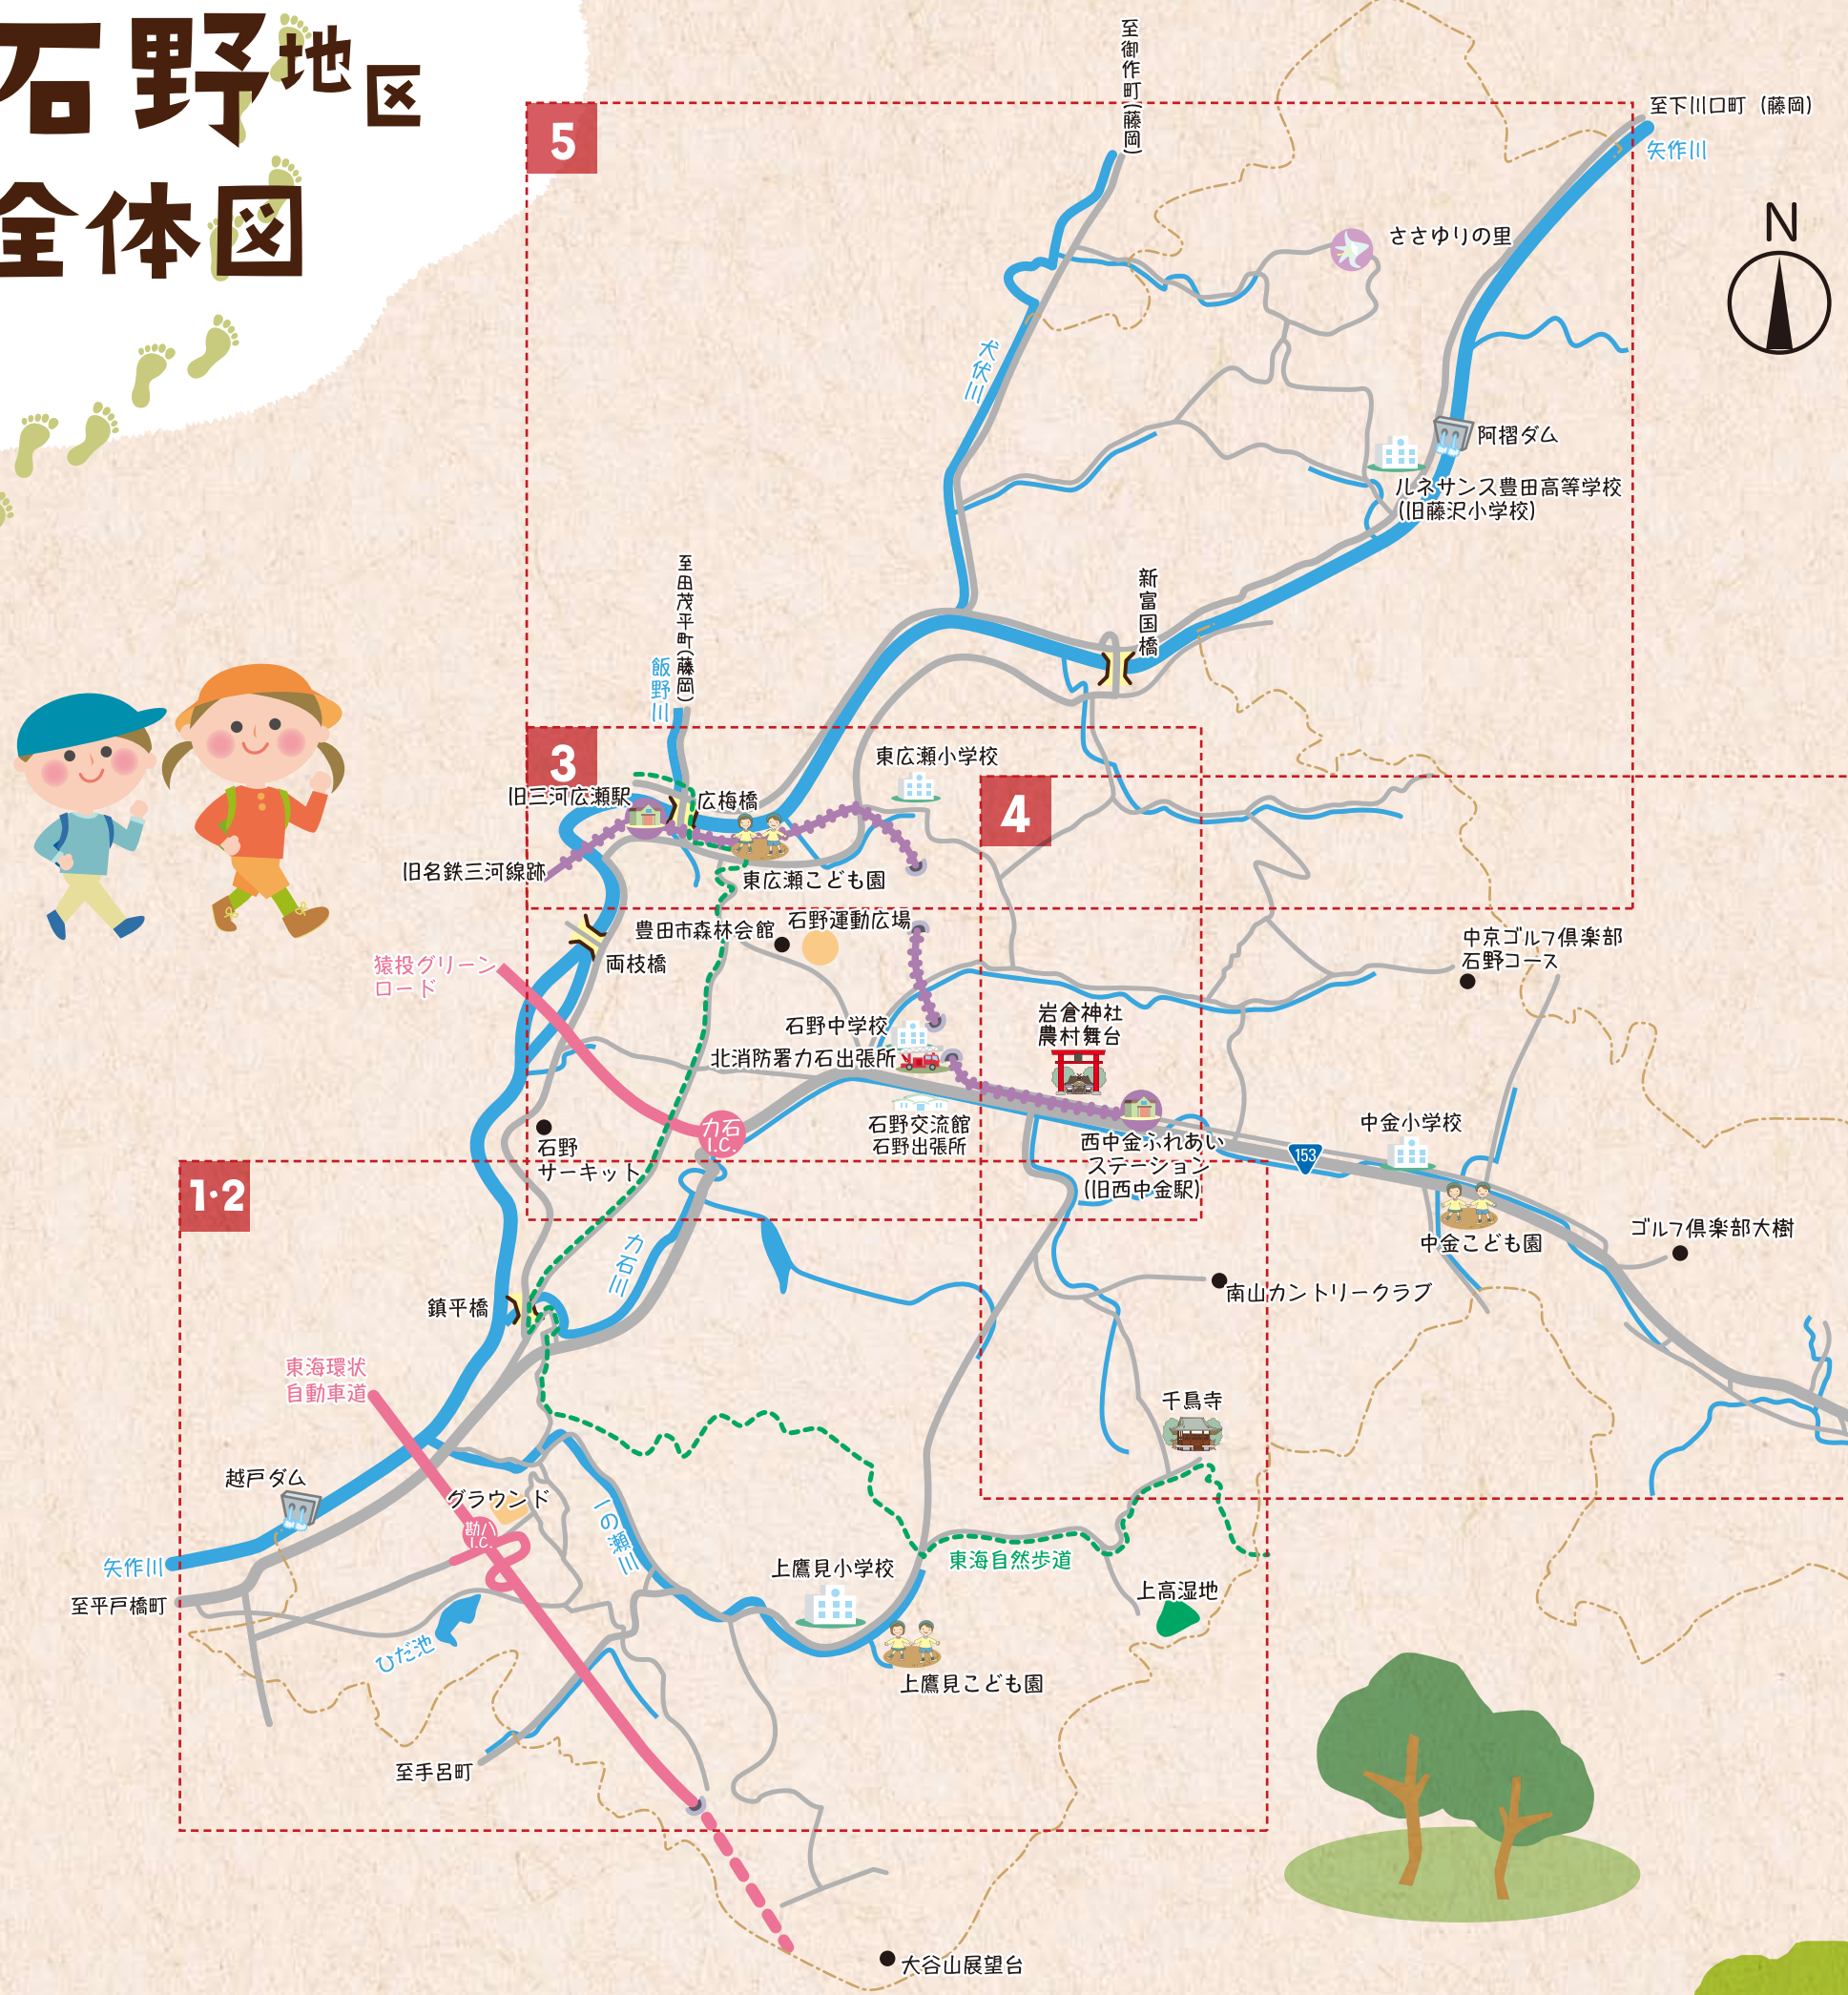 石野地区
全体図
至御作町(藤岡)
至下川口町(藤岡)
矢作川
N
5
ささゆりの里
犬伏川
阿摺ダム
ルネサンス豊田高等学校
(旧藤沢小学校)
新富国橋
至田茂平町(藤岡)
飯野川
3
東広瀬小学校
旧三河広瀬駅
広梅橋
4
旧名鉄三河線跡
東広瀬こども園
石野運動広場
豊田市森林会館
両枝橋
猿投グリーン
ロード
中京ゴルフ倶楽部
石野コース
岩倉神社
農村舞台
石野中学校
北消防署力石出張所
石野交流館
石野出張所
力石
I.C.
石野
サーキット
西中金ふれあい
ステーション
(旧西中金駅)
153
中金小学校
1・2
中金こども園
ゴルフ倶楽部大樹
力石川
南山カントリークラブ
鎮平橋
東海環状
自動車道
千鳥寺
越戸ダム
グラウンド
勘八
I.C.
一の瀬川
矢作川
至平戸橋町
東海自然歩道
上鷹見小学校
上高湿地
ひだ池
上鷹見こども園
至手呂町
大谷山展望台